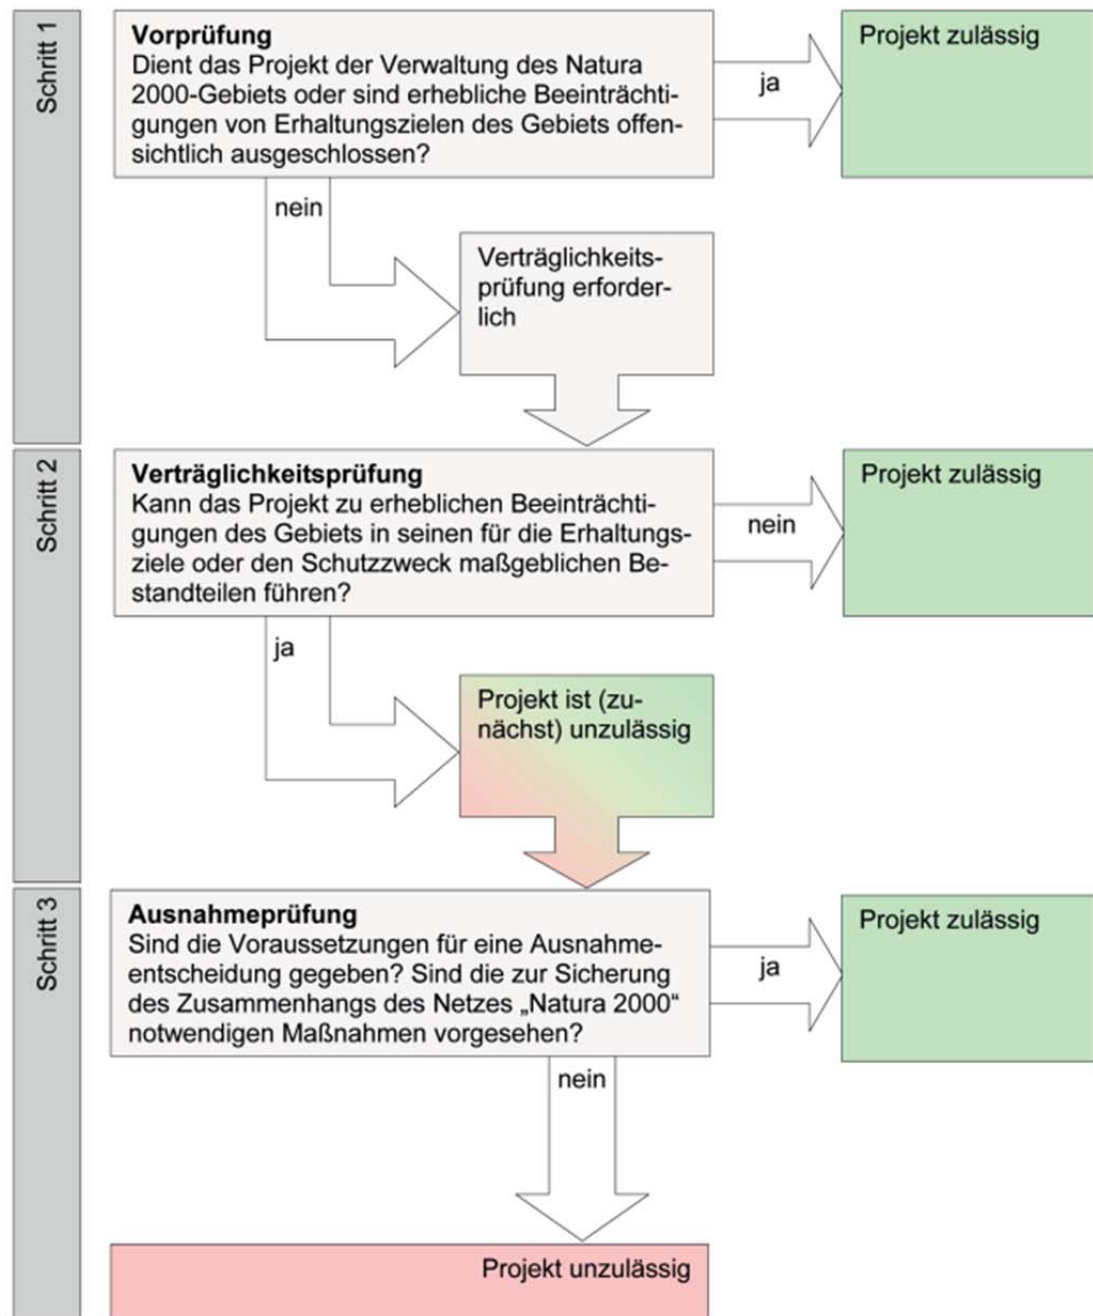 Schritt 1
Vorprüfung
Dient das Projekt der Verwaltung des Natura
2000-Gebiets oder sind erhebliche Beeinträchti-
gungen von Erhaltungszielen des Gebiets offen-
sichtlich ausgeschlossen?
ja
Projekt zulässig
nein
Verträglichkeits-
prüfung erforder-
lich
Schritt 2
Verträglichkeitsprüfung
Kann das Projekt zu erheblichen Beeinträchti-
gungen des Gebiets in seinen für die Erhaltungs-
ziele oder den Schutzzweck maßgeblichen Be-
standteilen führen?
nein
Projekt zulässig
ja
Projekt ist (zu-
nächst) unzulässig
Schritt 3
Ausnahmeprüfung
Sind die Voraussetzungen für eine Ausnahme-
entscheidung gegeben? Sind die zur Sicherung
des Zusammenhangs des Netzes „Natura 2000“
notwendigen Maßnahmen vorgesehen?
ja
Projekt zulässig
nein
Projekt unzulässig